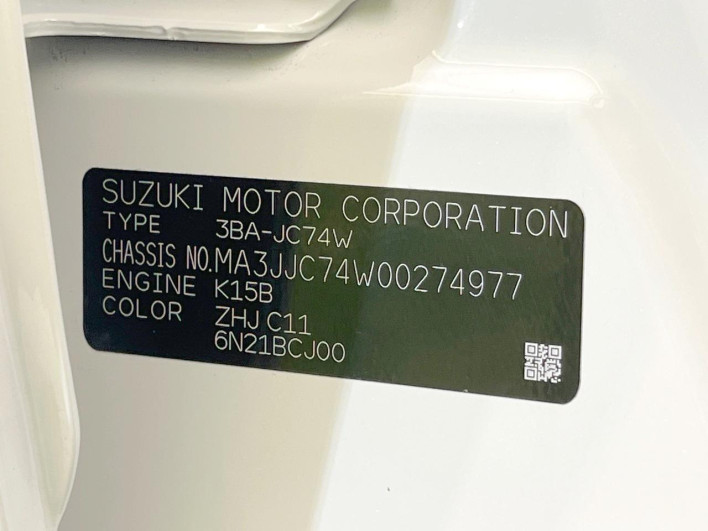 SUZUKI MOTOR CORPORATION
TYPE 3BA-JC74W
CHASSIS NO. MA3JJC74W00274977
ENGINE K15B
COLOR ZHJ C11
6N21BCJ00